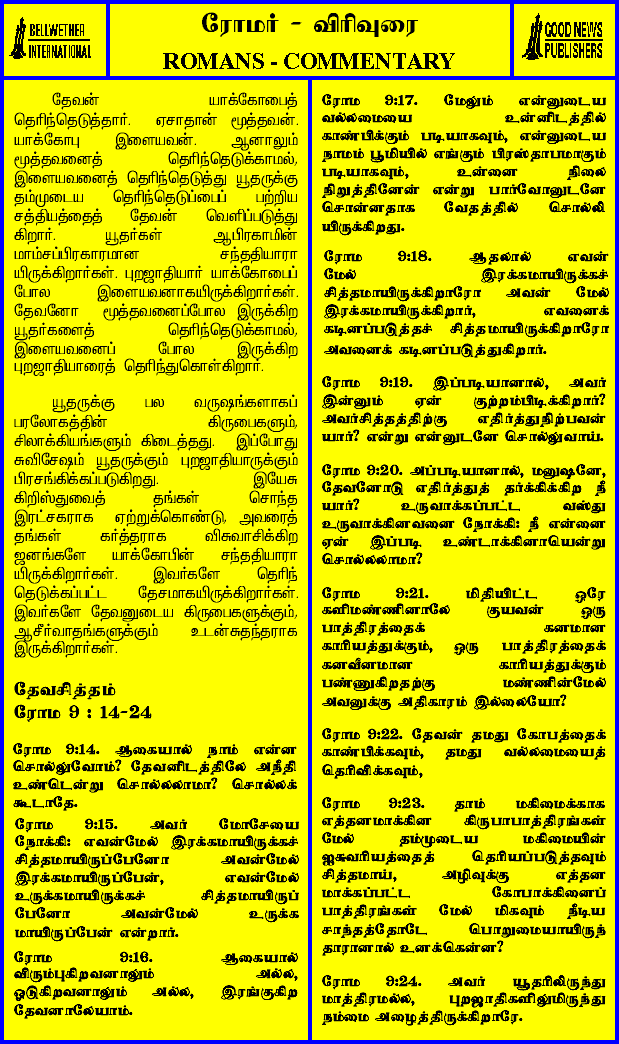 BELLWETHER
INTERNATIONAL
ரோமர் - விரிவுரை
ROMANS - COMMENTARY
GOOD NEWS
PUBLISHERS
தேவன் யாக்கோபைத்
தெரிந்தெடுத்தார். ஏசாதான் மூத்தவன்.
யாக்கோபு இளையவன். ஆனாலும்
மூத்தவனைத் தெரிந்தெடுக்காமல்,
இளையவனைத் தெரிந்தெடுத்து யூதருக்கு
தம்முடைய தெரிந்தெடுப்பைப் பற்றிய
சத்தியத்தைத் தேவன் வெளிப்படுத்து
கிறார். யூதர்கள் ஆபிரகாமின்
மாம்சப்பிரகாரமான சந்ததியாரா
யிருக்கிறார்கள். புறஜாதியார் யாக்கோபைப்
போல இளையவனாகயிருக்கிறார்கள்.
தேவனோ மூத்தவனைப்போல இருக்கிற
யூதர்களைத் தெரிந்தெடுக்காமல்,
இளையவனைப் போல இருக்கிற
புறஜாதியாரைத் தெரிந்துகொள்கிறார்.
யூதருக்கு பல வருஷங்களாகப்
பரலோகத்தின் கிருபைகளும்,
சிலாக்கியங்களும் கிடைத்தது. இப்போது
சுவிசேஷம் யூதருக்கும் புறஜாதியாருக்கும்
பிரசங்கிக்கப்படுகிறது. இயேசு
கிறிஸ்துவைத் தங்கள் சொந்த
இரட்சகராக ஏற்றுக்கொண்டு, அவரைத்
தங்கள் கர்த்தராக விசுவாசிக்கிற
ஜனங்களே யாக்கோபின் சந்ததியாரா
யிருக்கிறார்கள். இவர்களே தெரிந்
தெடுக்கப்பட்ட தேசமாகயிருக்கிறார்கள்.
இவர்களே தேவனுடைய கிருபைகளுக்கும்,
ஆசீர்வாதங்களுக்கும் உடன்சுதந்தரராக
இருக்கிறார்கள்.
தேவசித்தம்
ரோம 9 : 14-24
ரோம 9:14. ஆகையால் நாம் என்ன
சொல்லுவோம்? தேவனிடத்திலே அநீதி
உண்டென்று சொல்லலாமா? சொல்லக்
கூடாதே.
ரோம 9:15. அவர் மோசேயை
நோக்கி: எவன்மேல் இரக்கமாயிருக்கச்
சித்தமாயிருப்பேனோ அவன்மேல்
இரக்கமாயிருப்பேன், எவன்மேல்
உருக்கமாயிருக்கச் சித்தமாயிருப்
பேனோ அவன்மேல் உருக்க
மாயிருப்பேன் என்றார்.
ரோம 9:16. ஆகையால்
விரும்புகிறவனாலும் அல்ல,
ஓடுகிறவனாலும் அல்ல, இரங்குகிற
தேவனாலேயாம்.
ரோம 9:17. மேலும் என்னுடைய
வல்லமையை உன்னிடத்தில்
காண்பிக்கும் படியாகவும், என்னுடைய
நாமம் பூமியில் எங்கும் பிரஸ்தாபமாகும்
படியாகவும், உன்னை நிலை
நிறுத்தினேன் என்று பார்வோனுடனே
சொன்னதாக வேதத்தில் சொல்லி
யிருக்கிறது.
ரோம 9:18. ஆதலால் எவன்
மேல் இரக்கமாயிருக்கச்
சித்தமாயிருக்கிறாரோ அவன் மேல்
இரக்கமாயிருக்கிறார், எவனைக்
கடினப்படுத்தச் சித்தமாயிருக்கிறாரோ
அவனைக் கடினப்படுத்துகிறார்.
ரோம 9:19. இப்படியானால், அவர்
இன்னும் ஏன் குற்றம்பிடிக்கிறார்?
அவர்சித்தத்திற்கு எதிர்த்துநிற்பவன்
யார்? என்று என்னுடனே சொல்லுவாய்.
ரோம 9:20. அப்படியானால், மனுஷனே,
தேவனோடு எதிர்த்துத் தர்க்கிக்கிற நீ
யார்? உருவாக்கப்பட்ட வஸ்து
உருவாக்கினவனை நோக்கி: நீ என்னை
ஏன் இப்படி உண்டாக்கினாயென்று
சொல்லலாமா?
ரோம 9:21. மிதியிட்ட ஒரே
களிமண்ணினாலே குயவன் ஒரு
பாத்திரத்தைக் கனமான
காரியத்துக்கும், ஒரு பாத்திரத்தைக்
கனவீனமான காரியத்துக்கும்
பண்ணுகிறதற்கு மண்ணின்மேல்
அவனுக்கு அதிகாரம் இல்லையோ?
ரோம 9:22. தேவன் தமது கோபத்தைக்
காண்பிக்கவும், தமது வல்லமையைத்
தெரிவிக்கவும்,
ரோம 9:23. தாம் மகிமைக்காக
எத்தனமாக்கின கிருபாபாத்திரங்கள்
மேல் தம்முடைய மகிமையின்
ஐசுவரியத்தைத் தெரியப்படுத்தவும்
சித்தமாய், அழிவுக்கு எத்தன
மாக்கப்பட்ட கோபாக்கினைப்
பாத்திரங்கள் மேல் மிகவும் நீடிய
சாந்தத்தோடே பொறுமையாயிருந்
தாரானால் உனக்கென்ன?
ரோம 9:24. அவர் யூதரிலிருந்து
மாத்திரமல்ல, புறஜாதிகளிலுமிருந்து
நம்மை அழைத்திருக்கிறாரே.